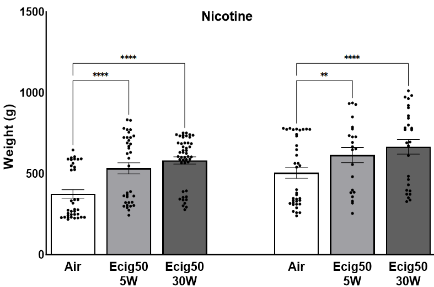 Nicotine
1500
1000
500
0
Weight (g)
****
****
****
**
Air
Ecig50
5W
Ecig50
30W
Air
Ecig50
5W
Ecig50
30W